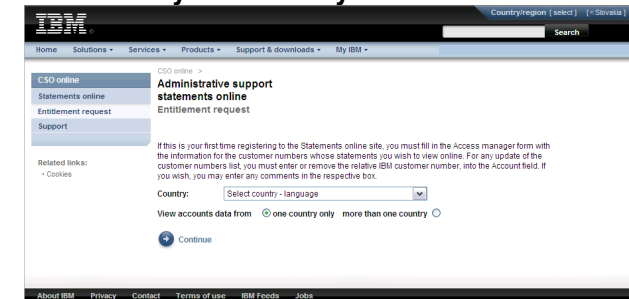 Country/region [ select ] [ = Slovakia ]
IBM®
Search
Home Solutions Services Products Support & downloads My IBM
CSO online >
CSO online
Administrative support
statements online
Statements online
Entitlement request
Entitlement request
Support
If this is your first time registering to the Statements online site, you must fill in the Access manager form with
the information for the customer numbers whose statements you wish to view online. For any update of the
customer numbers list, you must enter or remove the relative IBM customer number, into the Account field. If
you wish, you may enter any comments in the respective box.
Related links:
· Cookies
Country: Select country - language
View accounts data from one country only more than one country
Continue
About IBM Privacy Contact Terms of use IBM Feeds Jobs